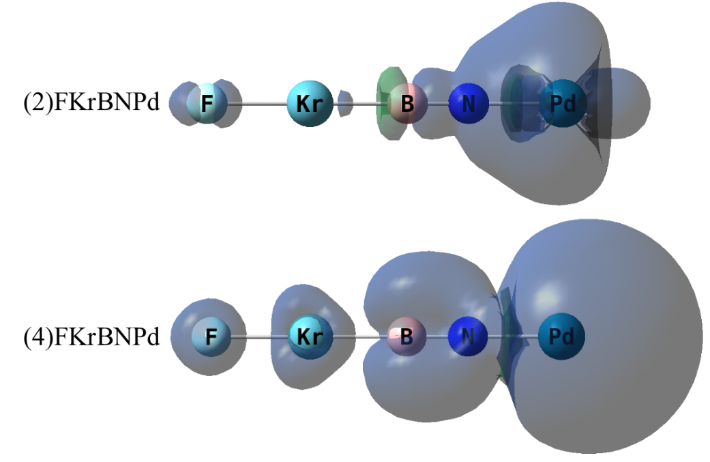 (2)FKrBNPd F Kr B N Pd
(4)FKrBNPd F Kr B N Pd